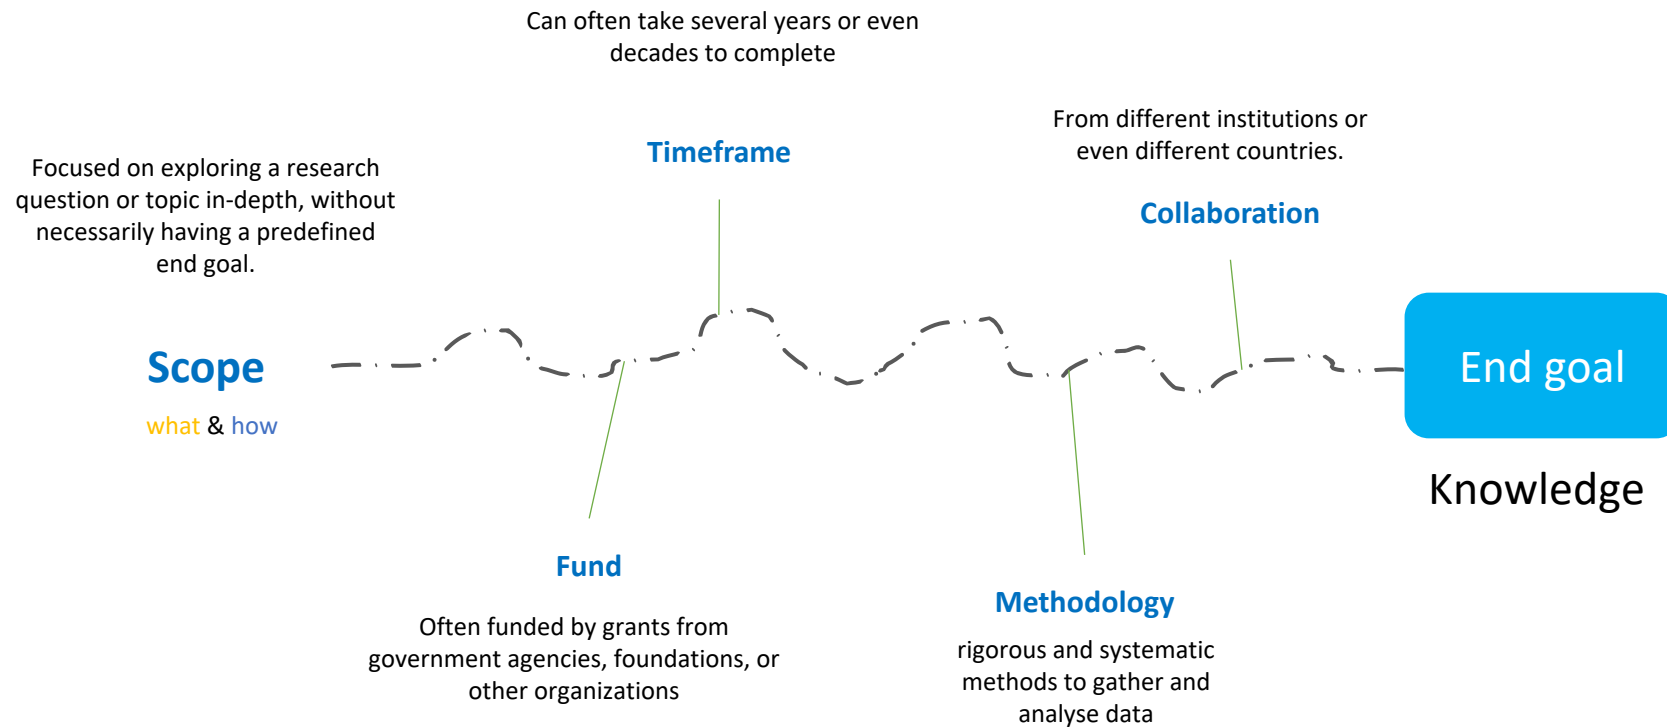 Can often take several years or even
decades to complete
Timeframe
From different institutions or
even different countries.
Collaboration
Focused on exploring a research
question or topic in-depth, without
necessarily having a predefined
end goal.
Scope
what & how
End goal
Knowledge
Fund
Often funded by grants from
government agencies, foundations, or
other organizations
Methodology
rigorous and systematic
methods to gather and
analyse data